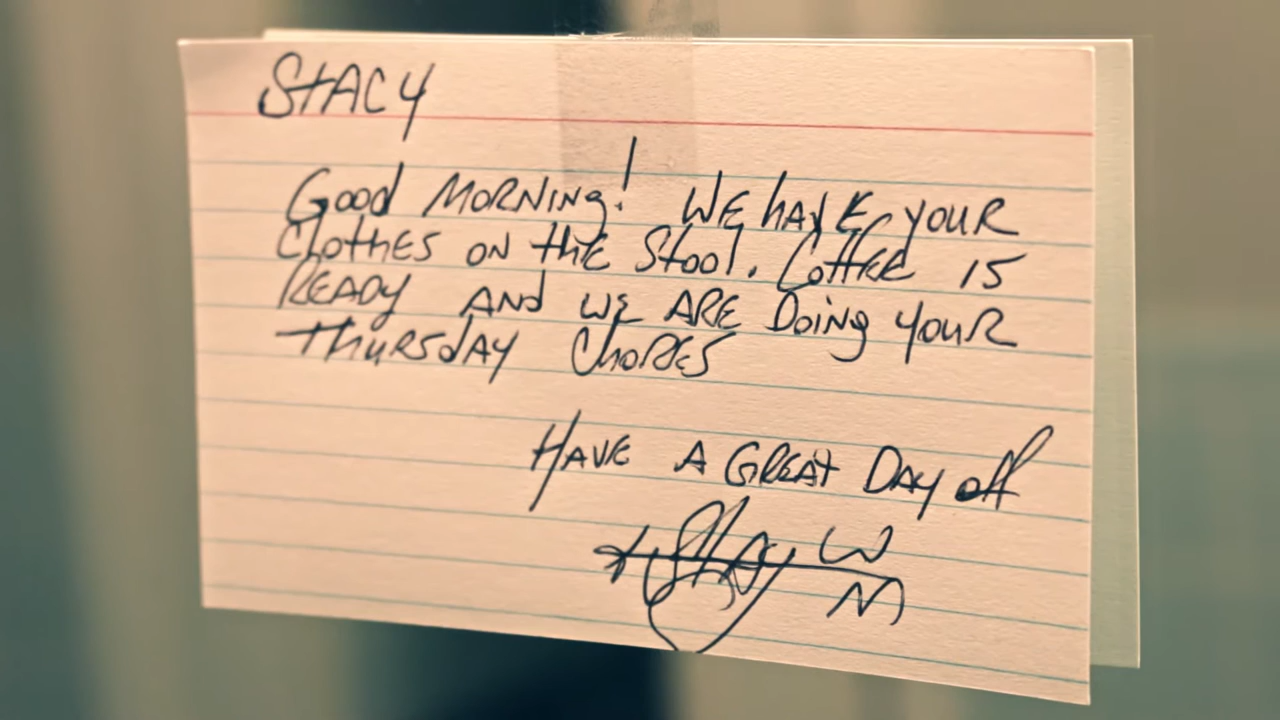 STACY
Good MORNING! WE hAVE YOUR
ClothES ON thE Stool. CoffEE IS
READY ANd WE ARE DoiNg YOUR
ThURSdAY ChoRES
HAVE A GREAT DAY off
W
M